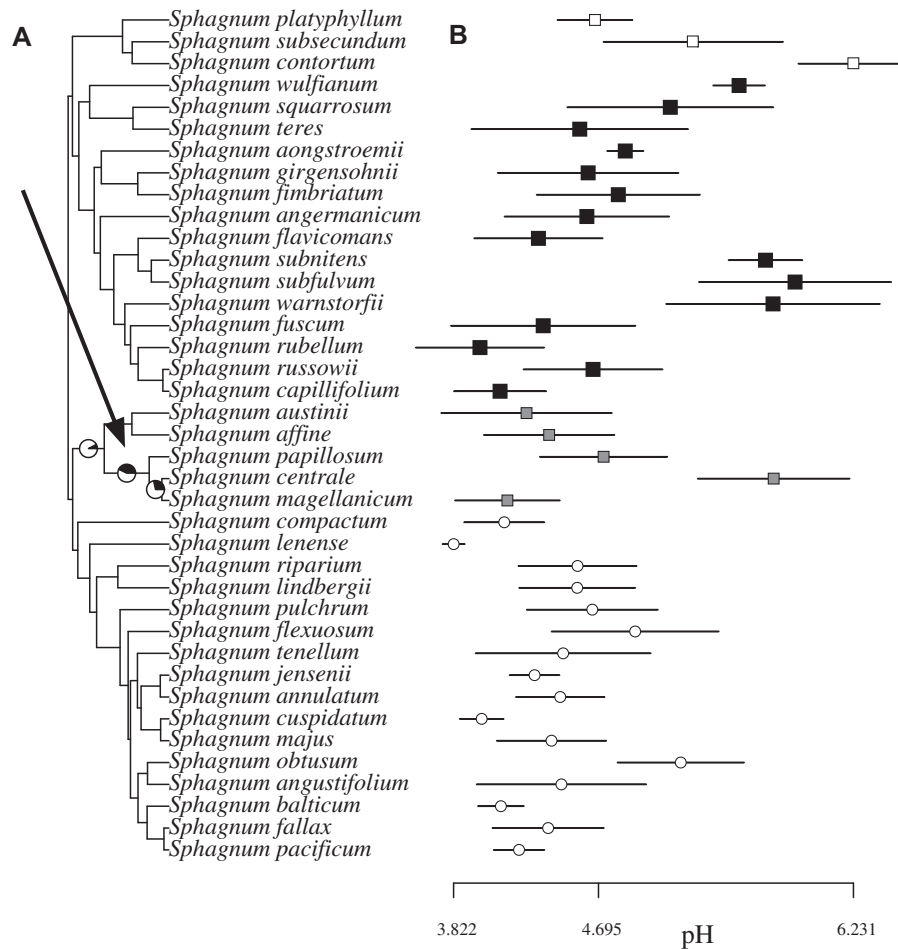 A
B
Sphagnum platyphyllum
Sphagnum subsecundum
Sphagnum contortum
Sphagnum wulfianum
Sphagnum squarrosum
Sphagnum teres
Sphagnum aongstroemii
Sphagnum girgensohnii
Sphagnum fimbriatum
Sphagnum angermanicum
Sphagnum flavicomans
Sphagnum subnitens
Sphagnum subfulvum
Sphagnum warnstorfii
Sphagnum fuscum
Sphagnum rubellum
Sphagnum russowii
Sphagnum capillifolium
Sphagnum austinii
Sphagnum affine
Sphagnum papillosum
Sphagnum centrale
Sphagnum magellanicum
Sphagnum compactum
Sphagnum lenense
Sphagnum riparium
Sphagnum lindbergii
Sphagnum pulchrum
Sphagnum flexuosum
Sphagnum tenellum
Sphagnum jensenii
Sphagnum annulatum
Sphagnum cuspidatum
Sphagnum majus
Sphagnum obtusum
Sphagnum angustifolium
Sphagnum balticum
Sphagnum fallax
Sphagnum pacificum
3.822 4.695 6.231
pH